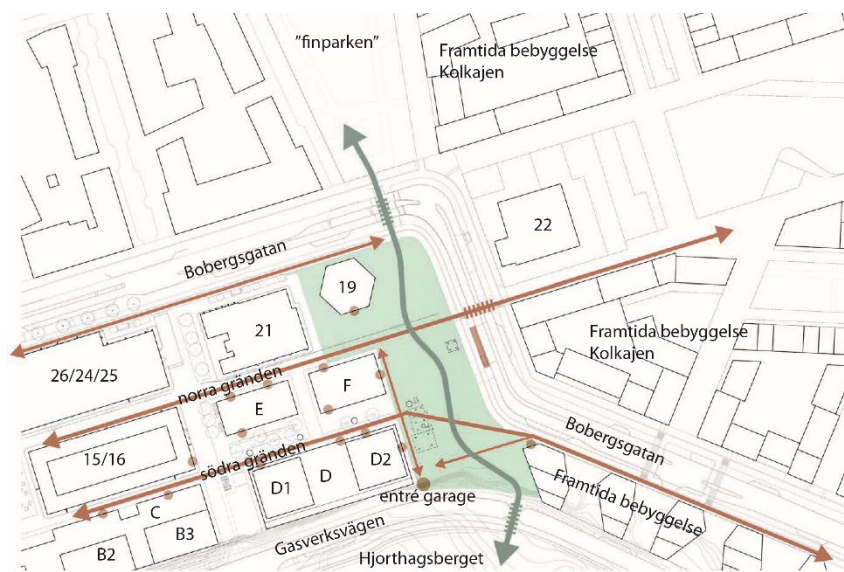 "finparken"
Framtida bebyggelse
Kolkajen
22
Bobergsgatan
19
21
Framtida bebyggelse
Kolkajen
26/24/25
norra gränden
F
E
Bobergsgatan
15/16
södra gränden
D2
D
D1
entré garage
Framtida bebyggelse
C
B3
B2
Gasverksvägen
Hjorthagsberget